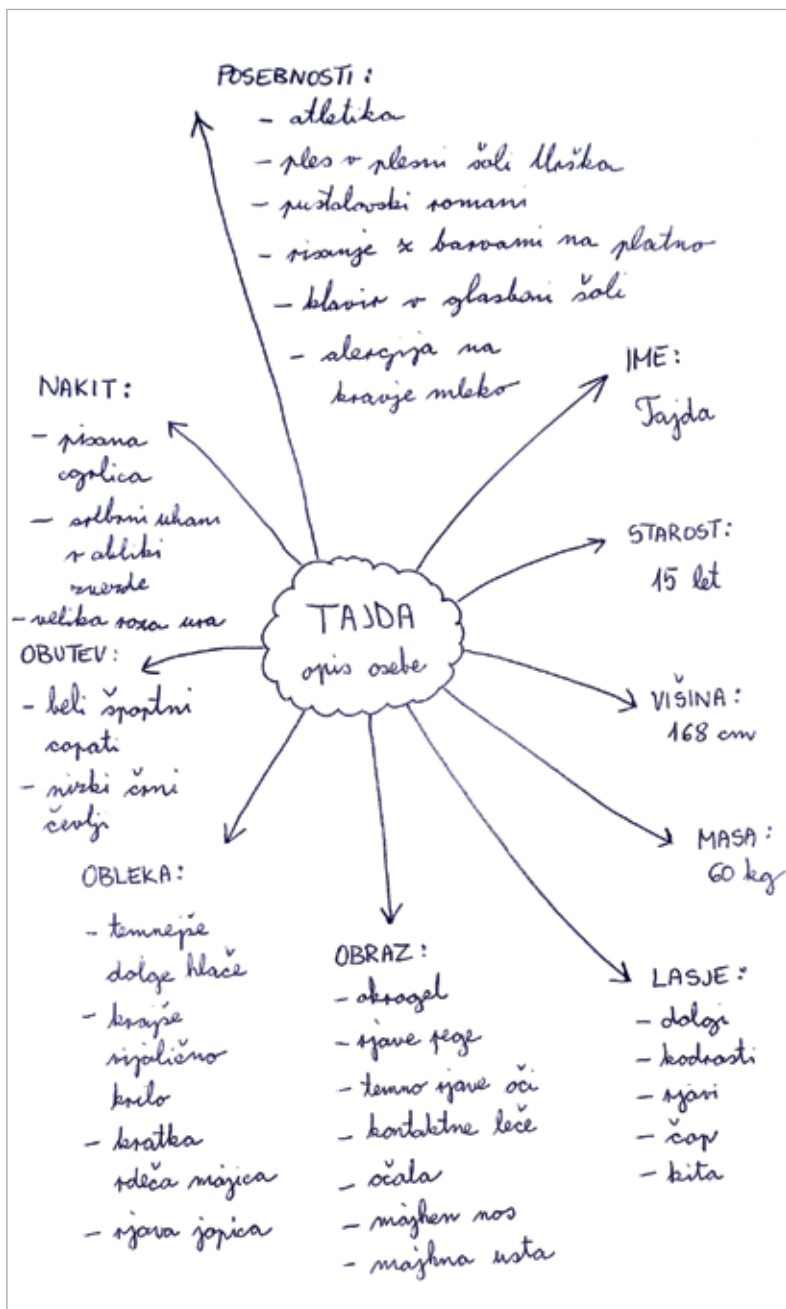 POSEBNOSTI:
- atletika
- ples v plesni šoli Urška
- pustolovski romani
- risanje z barvami na platno
- klavir v glasbeni šoli
- alergija na
kravje mleko
IME:
Tajda
NAKIT:
- pisana
ogrlica
- srebrni uhani
v obliki
zvezde
- velika roza ura
STAROST:
15 let
TAJDA
opis osebe
OBUTEV:
- beli športni
copati
- nizki črni
čevlji
VIŠINA:
168 cm
MASA:
60 kg
OBLEKA:
- temnejše
dolge hlače
- krajše
vijolično
krilo
- kratka
rdeča majica
- rjava jopica
OBRAZ:
- okrogel
- rjave pege
- temno rjave oči
- kontaktne leče
- očala
- majhen nos
- majhna usta
LASJE:
- dolgi
- kodrasti
- rjavi
- čop
- kita